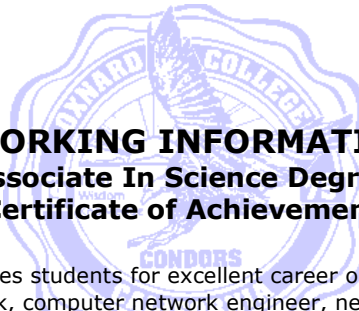 OXNARD COLLEGE
ORKING INFORMATI
ssociate In Science Degr
Wisdom
ertificate of Achievemen
CONDORS
es students for excellent career o
k, computer network engineer, ne